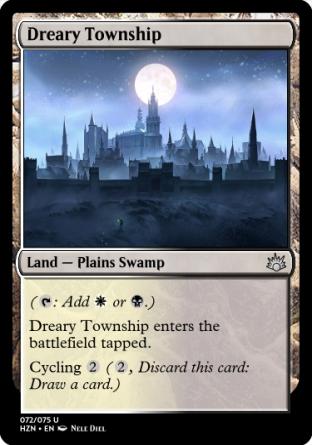 Dreary Township
Land — Plains Swamp
( : Add or .)
Dreary Township enters the
battlefield tapped.
Cycling 2 ( 2, Discard this card:
Draw a card.)
072/075 U
HZN • EN Nele Diel